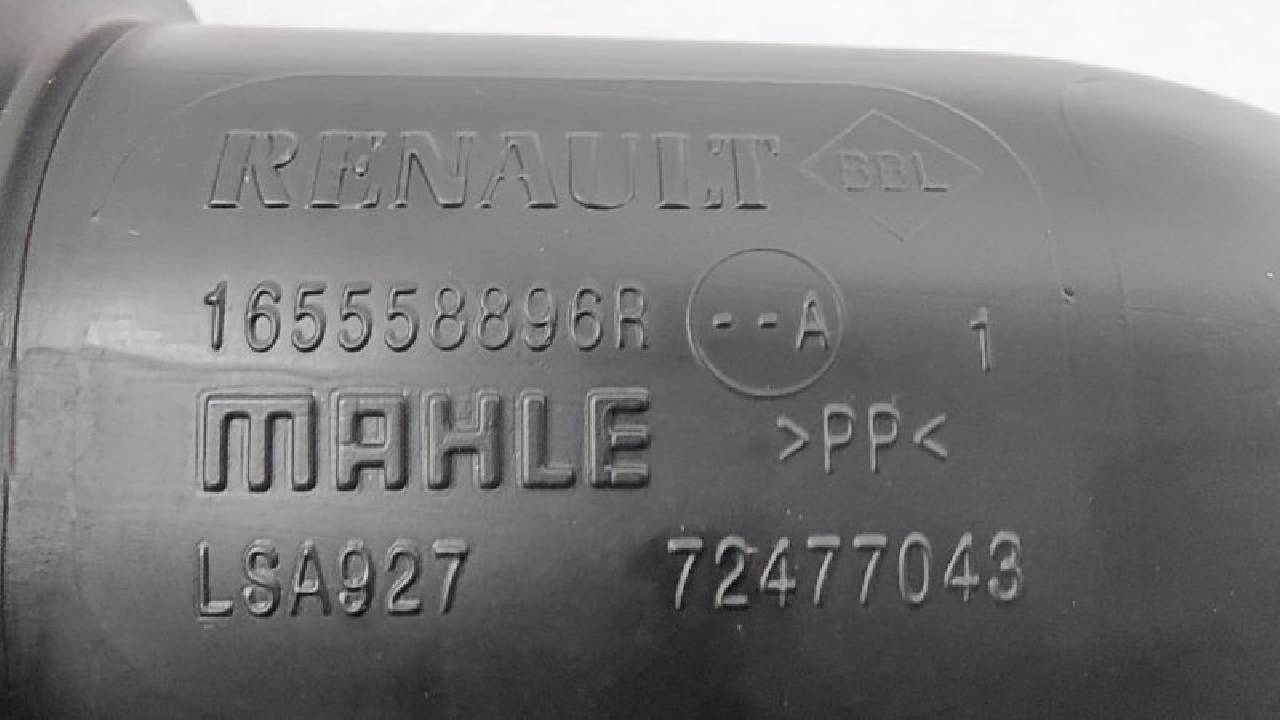 RENAULT BBL
165558896R --A 1
MAHLE >PP<
LSA927 72477043